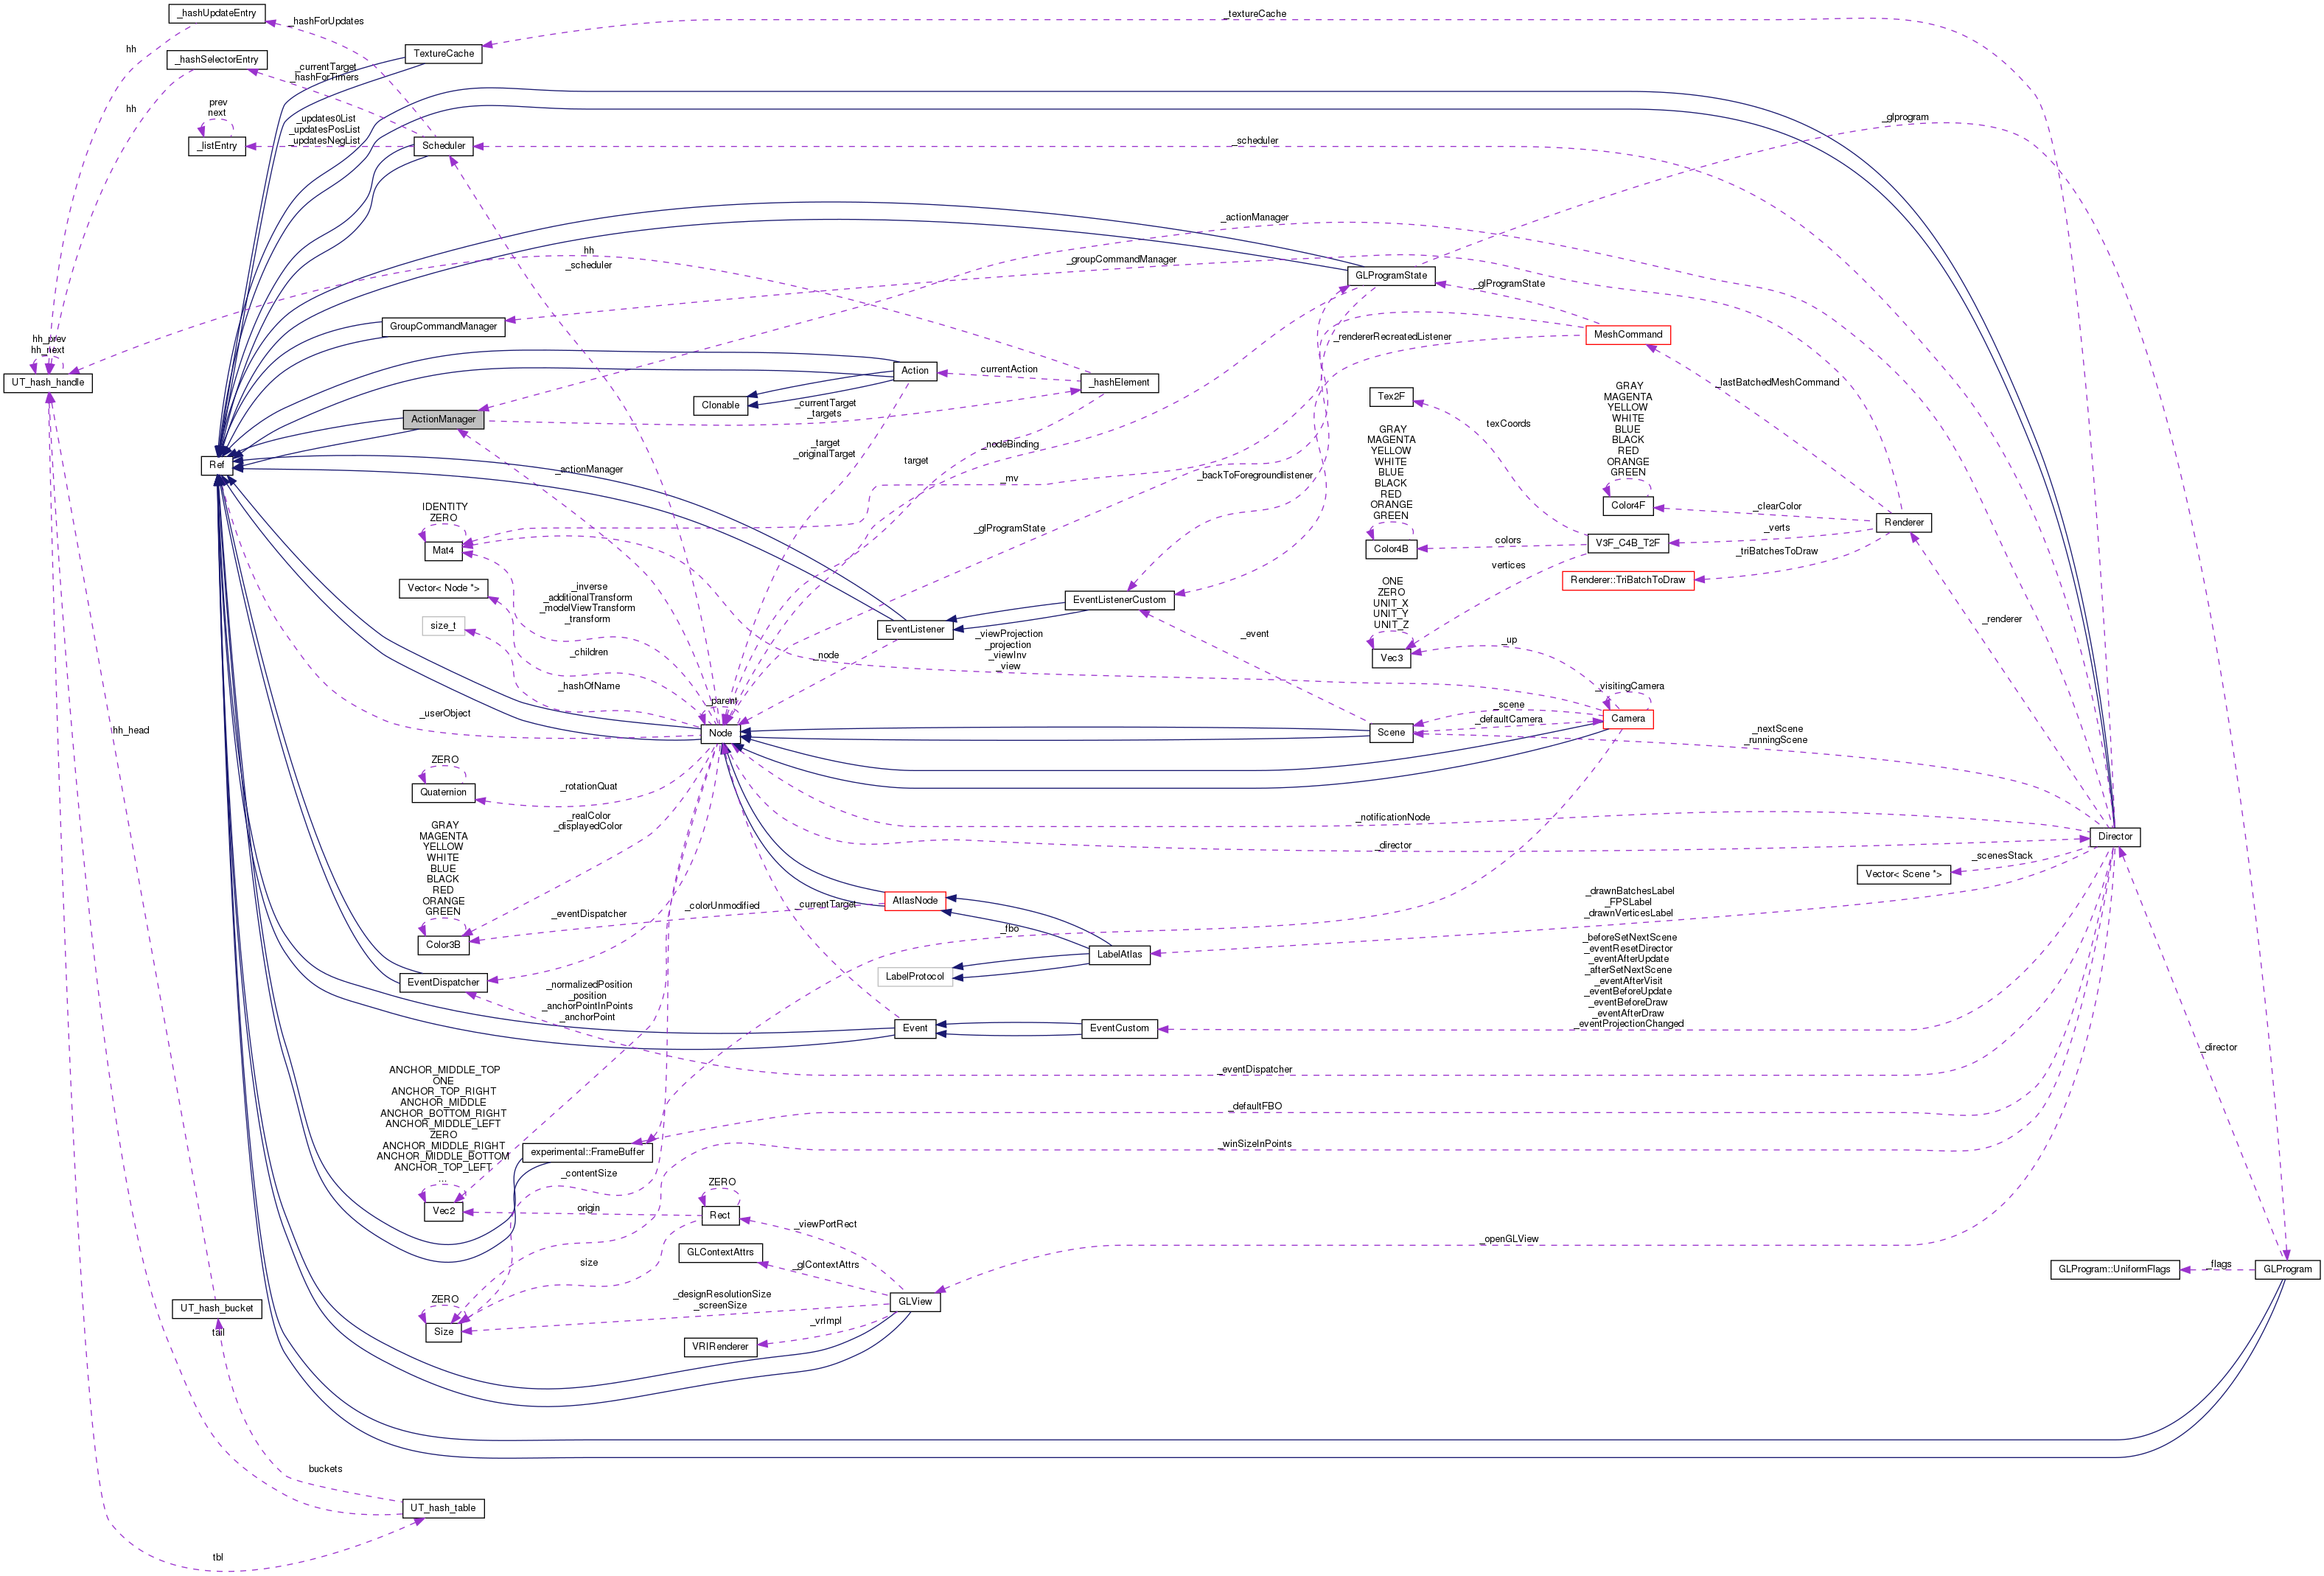 _hashUpdateEntry
_hashForUpdates
_textureCache
hh
TextureCache
_hashSelectorEntry
_currentTarget
_hashForTimers
hh
prev
next
_updates0List
_updatesPosList
_updatesNegList
_listEntry
Scheduler
_scheduler
_glprogram
_actionManager
hh
_scheduler
_groupCommandManager
GLProgramState
_glProgramState
GroupCommandManager
MeshCommand
_rendererRecreatedListener
hh_prev
hh_next
UT_hash_handle
Action
currentAction
_hashElement
_lastBatchedMeshCommand
Clonable
_currentTarget
_targets
Tex2F
GRAY
MAGENTA
YELLOW
WHITE
BLUE
BLACK
RED
ORANGE
GREEN
ActionManager
texCoords
_target
_originalTarget
_nodeBinding
target
GRAY
MAGENTA
YELLOW
WHITE
BLUE
BLACK
RED
ORANGE
GREEN
Ref
_actionManager
_mv
_backToForegroundlistener
Color4F
_clearColor
Renderer
IDENTITY
ZERO
Mat4
_glProgramState
_verts
Color4B
colors
V3F_C4B_T2F
_triBatchesToDraw
vertices
Renderer::TriBatchToDraw
Vector< Node *>
_inverse
_additionalTransform
_modelViewTransform
_transform
ONE
ZERO
UNIT_X
UNIT_Y
UNIT_Z
EventListenerCustom
size_t
EventListener
_viewProjection
_projection
_viewInv
_view
_event
_up
_renderer
_children
_node
Vec3
_hashOfName
_visitingCamera
_userObject
_parent
_scene
_defaultCamera
Camera
Node
Scene
_nextScene
_runningScene
ZERO
Quaternion
_rotationQuat
_realColor
_displayedColor
_notificationNode
Director
_director
GRAY
MAGENTA
YELLOW
WHITE
BLUE
BLACK
RED
ORANGE
GREEN
_scenesStack
Vector< Scene *>
Color3B
_eventDispatcher
_colorUnmodified
_currentTarget
AtlasNode
_drawnBatchesLabel
_FPSLabel
_drawnVerticesLabel
_fbo
LabelAtlas
LabelProtocol
EventDispatcher
_normalizedPosition
_position
_anchorPointInPoints
_anchorPoint
_beforeSetNextScene
_eventResetDirector
_eventAfterUpdate
_afterSetNextScene
_eventAfterVisit
_eventBeforeUpdate
_eventBeforeDraw
_eventAfterDraw
_eventProjectionChanged
Event
EventCustom
_director
_eventDispatcher
ANCHOR_MIDDLE_TOP
ONE
ANCHOR_TOP_RIGHT
ANCHOR_MIDDLE
ANCHOR_BOTTOM_RIGHT
ANCHOR_MIDDLE_LEFT
ZERO
ANCHOR_MIDDLE_RIGHT
ANCHOR_MIDDLE_BOTTOM
ANCHOR_TOP_LEFT
...
_defaultFBO
experimental::FrameBuffer
_winSizeInPoints
_contentSize
Vec2
origin
ZERO
Rect
_viewPortRect
_openGLView
GLContextAttrs
_glContextAttrs
size
GLProgram::UniformFlags
_flags
GLProgram
hh_head
UT_hash_bucket
ZERO
Size
_designResolutionSize
_screenSize
GLView
_vrImpl
VRIRenderer
tail
buckets
UT_hash_table
tbl